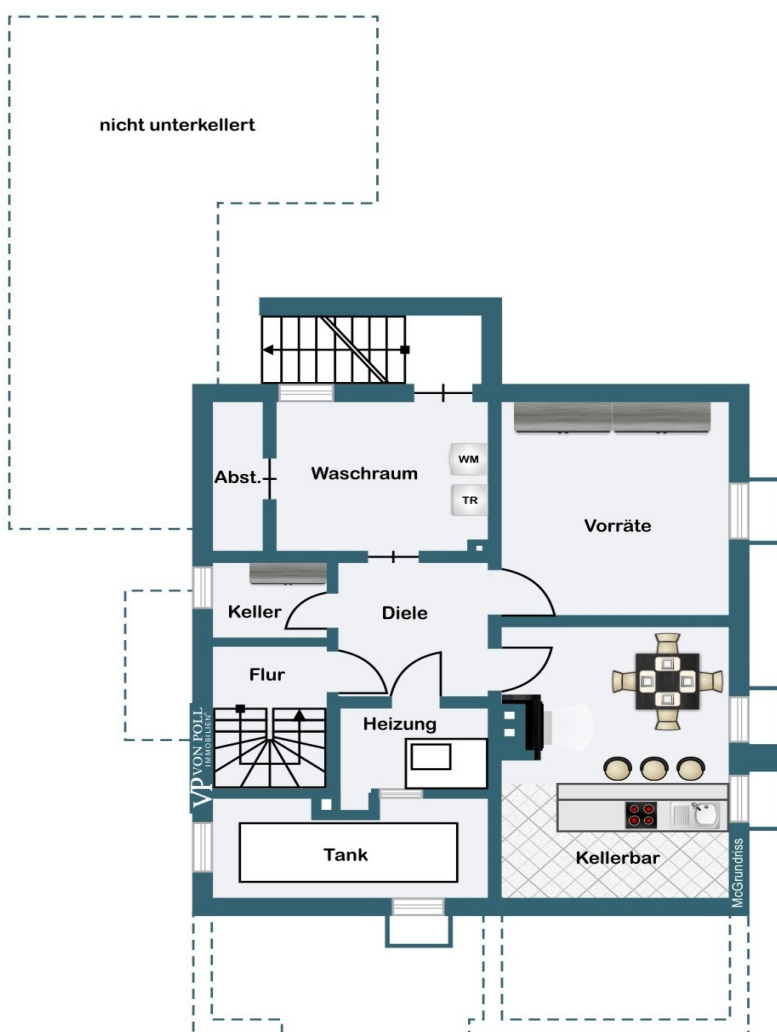 nicht unterkellert
Abst.
Waschraum
WM
TR
Vorräte
Keller
Diele
Flur
Heizung
VP VON POLL
IMMOBILIEN
Tank
Kellerbar
McGrundriss